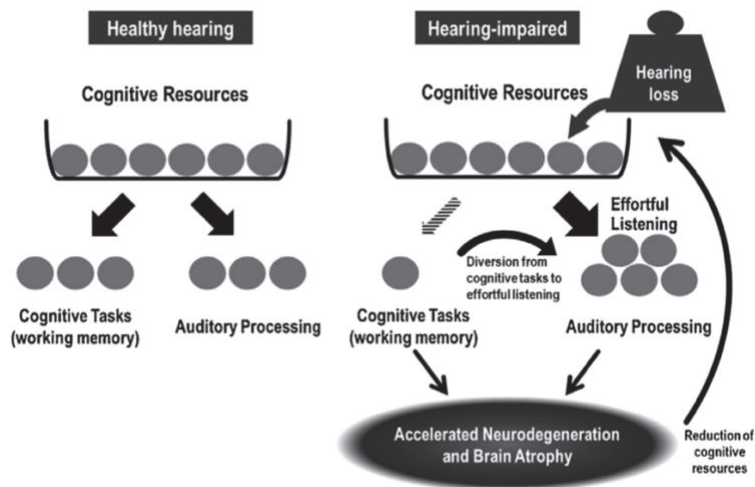 Healthy hearing
Cognitive Resources
Cognitive Tasks
(working memory)
Auditory Processing
Hearing-impaired
Hearing
loss
Cognitive Resources
Effortful
Listening
Diversion from
cognitive tasks to
effortful listening
Cognitive Tasks
(working memory)
Auditory Processing
Accelerated Neurodegeneration
and Brain Atrophy
Reduction of
cognitive
resources